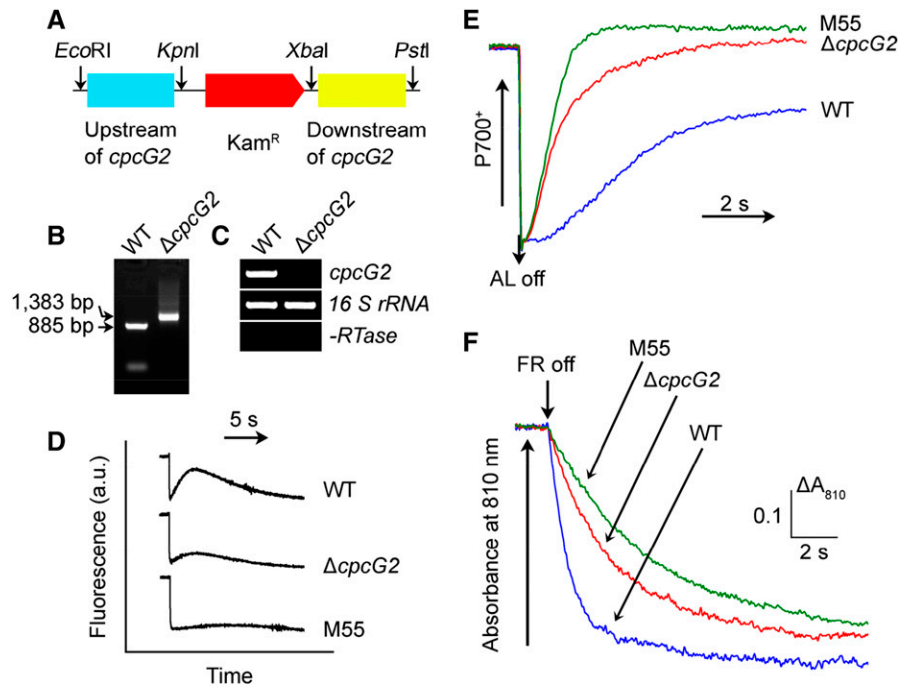 A
EcoRI KpnI XbaI PstI
Upstream of cpcG2
Kam^R
Downstream of cpcG2
B
WT ΔcpcG2
1,383 bp
885 bp
C
WT ΔcpcG2
cpcG2
16 S rRNA
-RTase
D
5 s
Fluorescence (a.u.)
WT
ΔcpcG2
M55
Time
E
M55
ΔcpcG2
WT
P700⁺
2 s
AL off
F
FR off
M55
ΔcpcG2
WT
Absorbance at 810 nm
ΔA₈₁₀
0.1
2 s